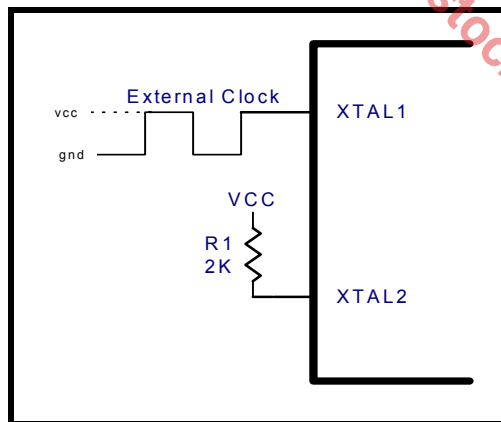 External Clock
vcc
gnd
XTAL1
VCC
R1
2K
XTAL2